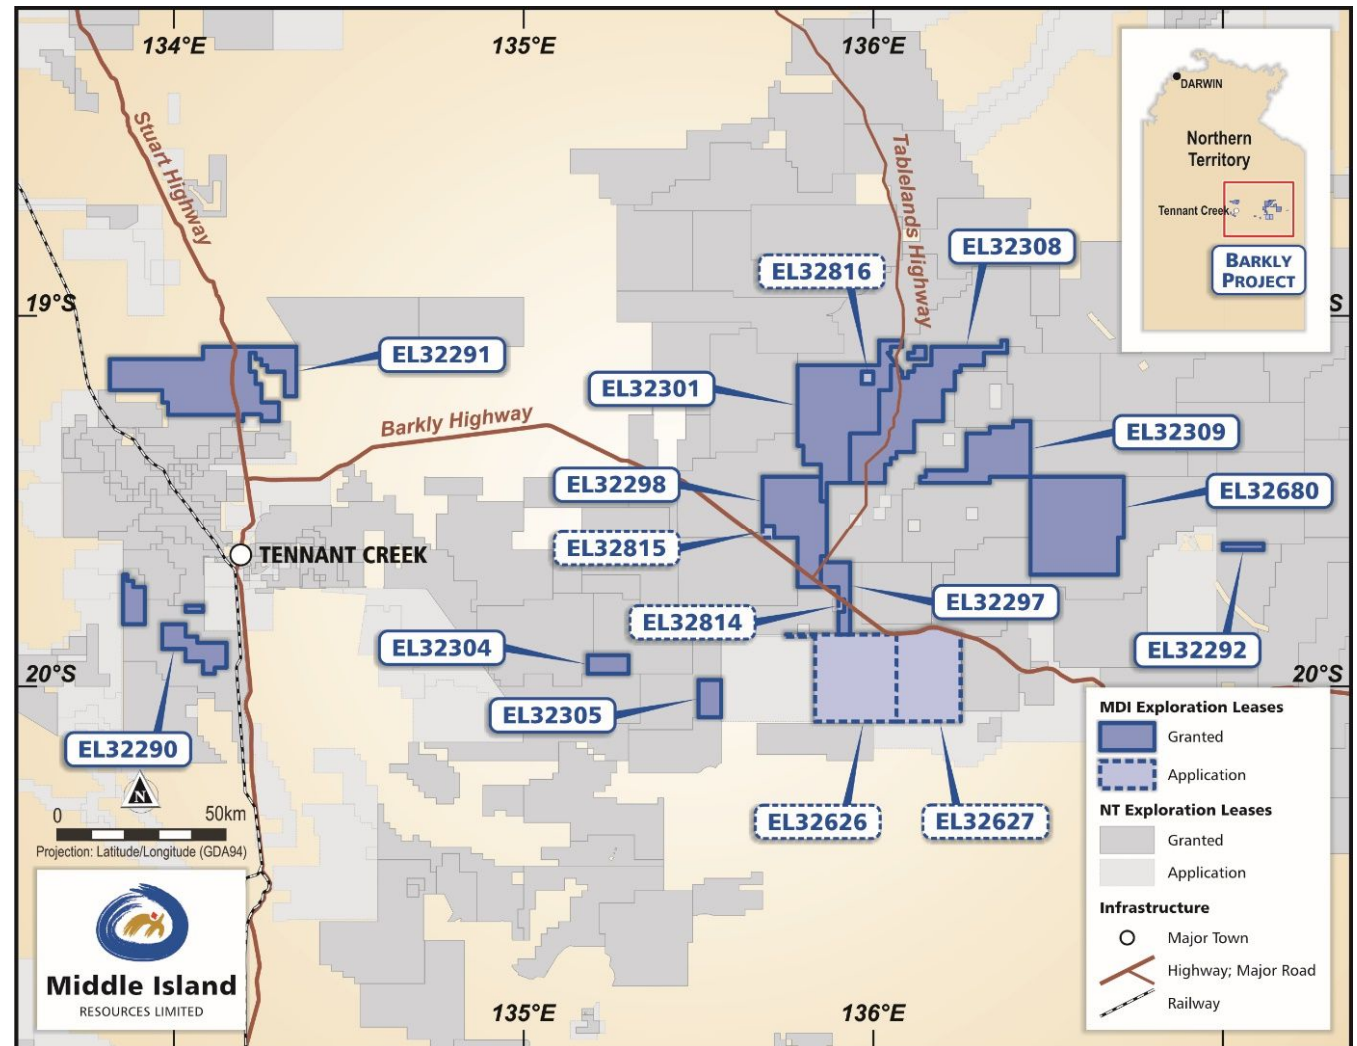 134°E
135°E
136°E
DARWIN
Northern
Territory
Tennant Creek
BARKLY
PROJECT
Stuart Highway
Tablelands Highway
EL32308
EL32816
19°S
S
EL32291
EL32301
Barkly Highway
EL32309
EL32298
EL32680
EL32815
TENNANT CREEK
EL32297
EL32814
EL32304
EL32292
20°S
20°S
EL32305
EL32290
N
0 50km
Projection: Latitude/Longitude (GDA94)
EL32626
EL32627
MDI Exploration Leases
Granted
Application
NT Exploration Leases
Granted
Application
Infrastructure
Major Town
Highway; Major Road
Railway
Middle Island
RESOURCES LIMITED
135°E
136°E